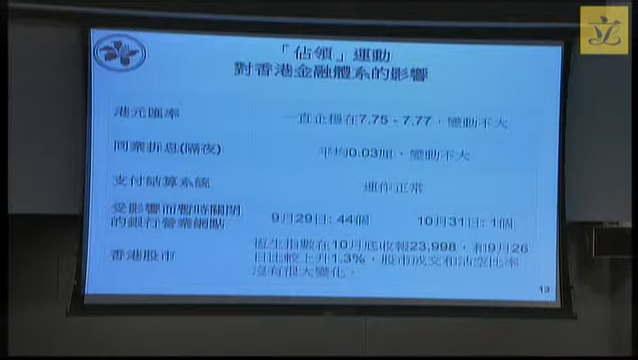 「佔領」運動
對香港金融體系的影響
港元匯率 一直企穩在7.75 - 7.77，變動不大
同業拆息(隔夜) 平均0.03厘，變動不大
支付結算系統 運作正常
受影響而暫時關閉
的銀行營業網點 9月29日: 44個 10月31日: 1個
香港股市 恆生指數在10月底收報23,998，和9月26
日比較上升1.3%，股市成交和沽空比率
沒有很大變化。
13
立